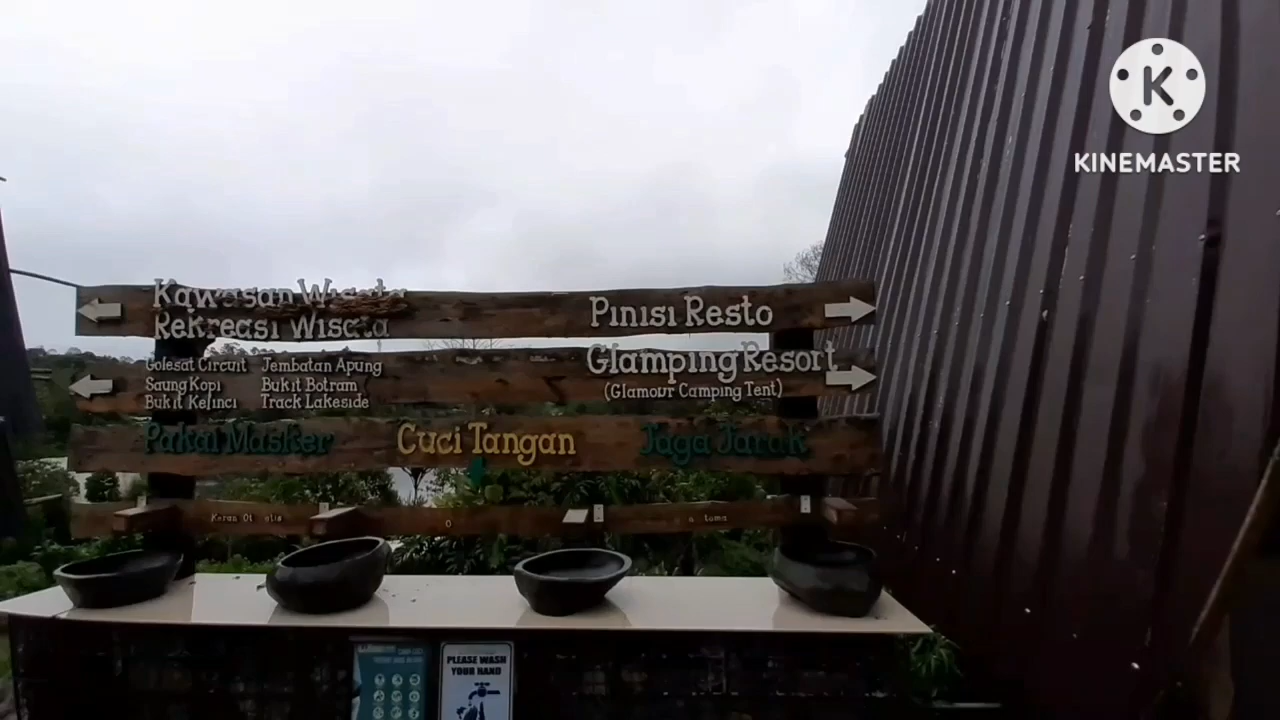 KINEMASTER
Kawasan Wisata
Rekreasi Wisata
Pinisi Resto
Golesat Circuit Jembatan Apung
Saung Kopi Bukit Botram
Bukit Kelinci Track Lakeside
Glamping Resort
(Glamour Camping Tent)
Pakai Masker Cuci Tangan Jaga Jarak
Keran
PLEASE WASH
YOUR HAND